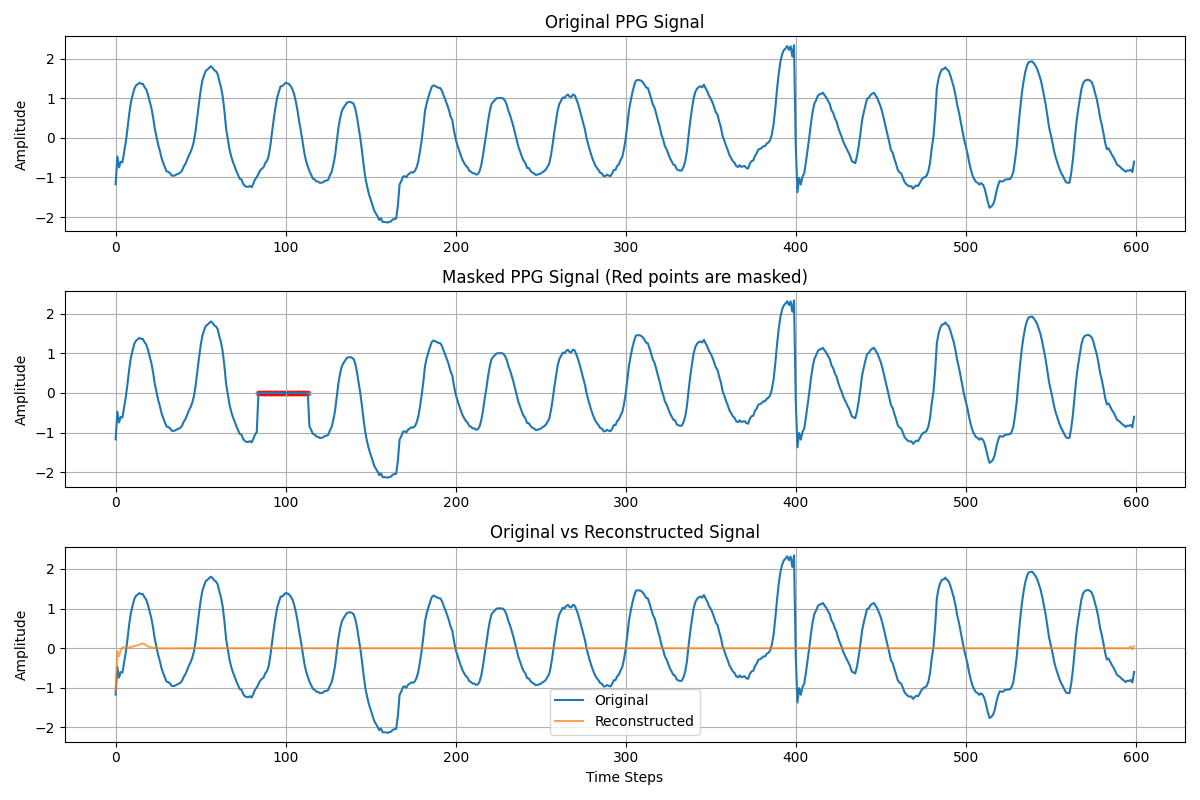 Original PPG Signal
2
1
0
−1
−2
Amplitude
0 100 200 300 400 500 600
Masked PPG Signal (Red points are masked)
2
1
0
−1
−2
Amplitude
0 100 200 300 400 500 600
Original vs Reconstructed Signal
2
1
0
−1
−2
Amplitude
Original
Reconstructed
0 100 200 300 400 500 600
Time Steps